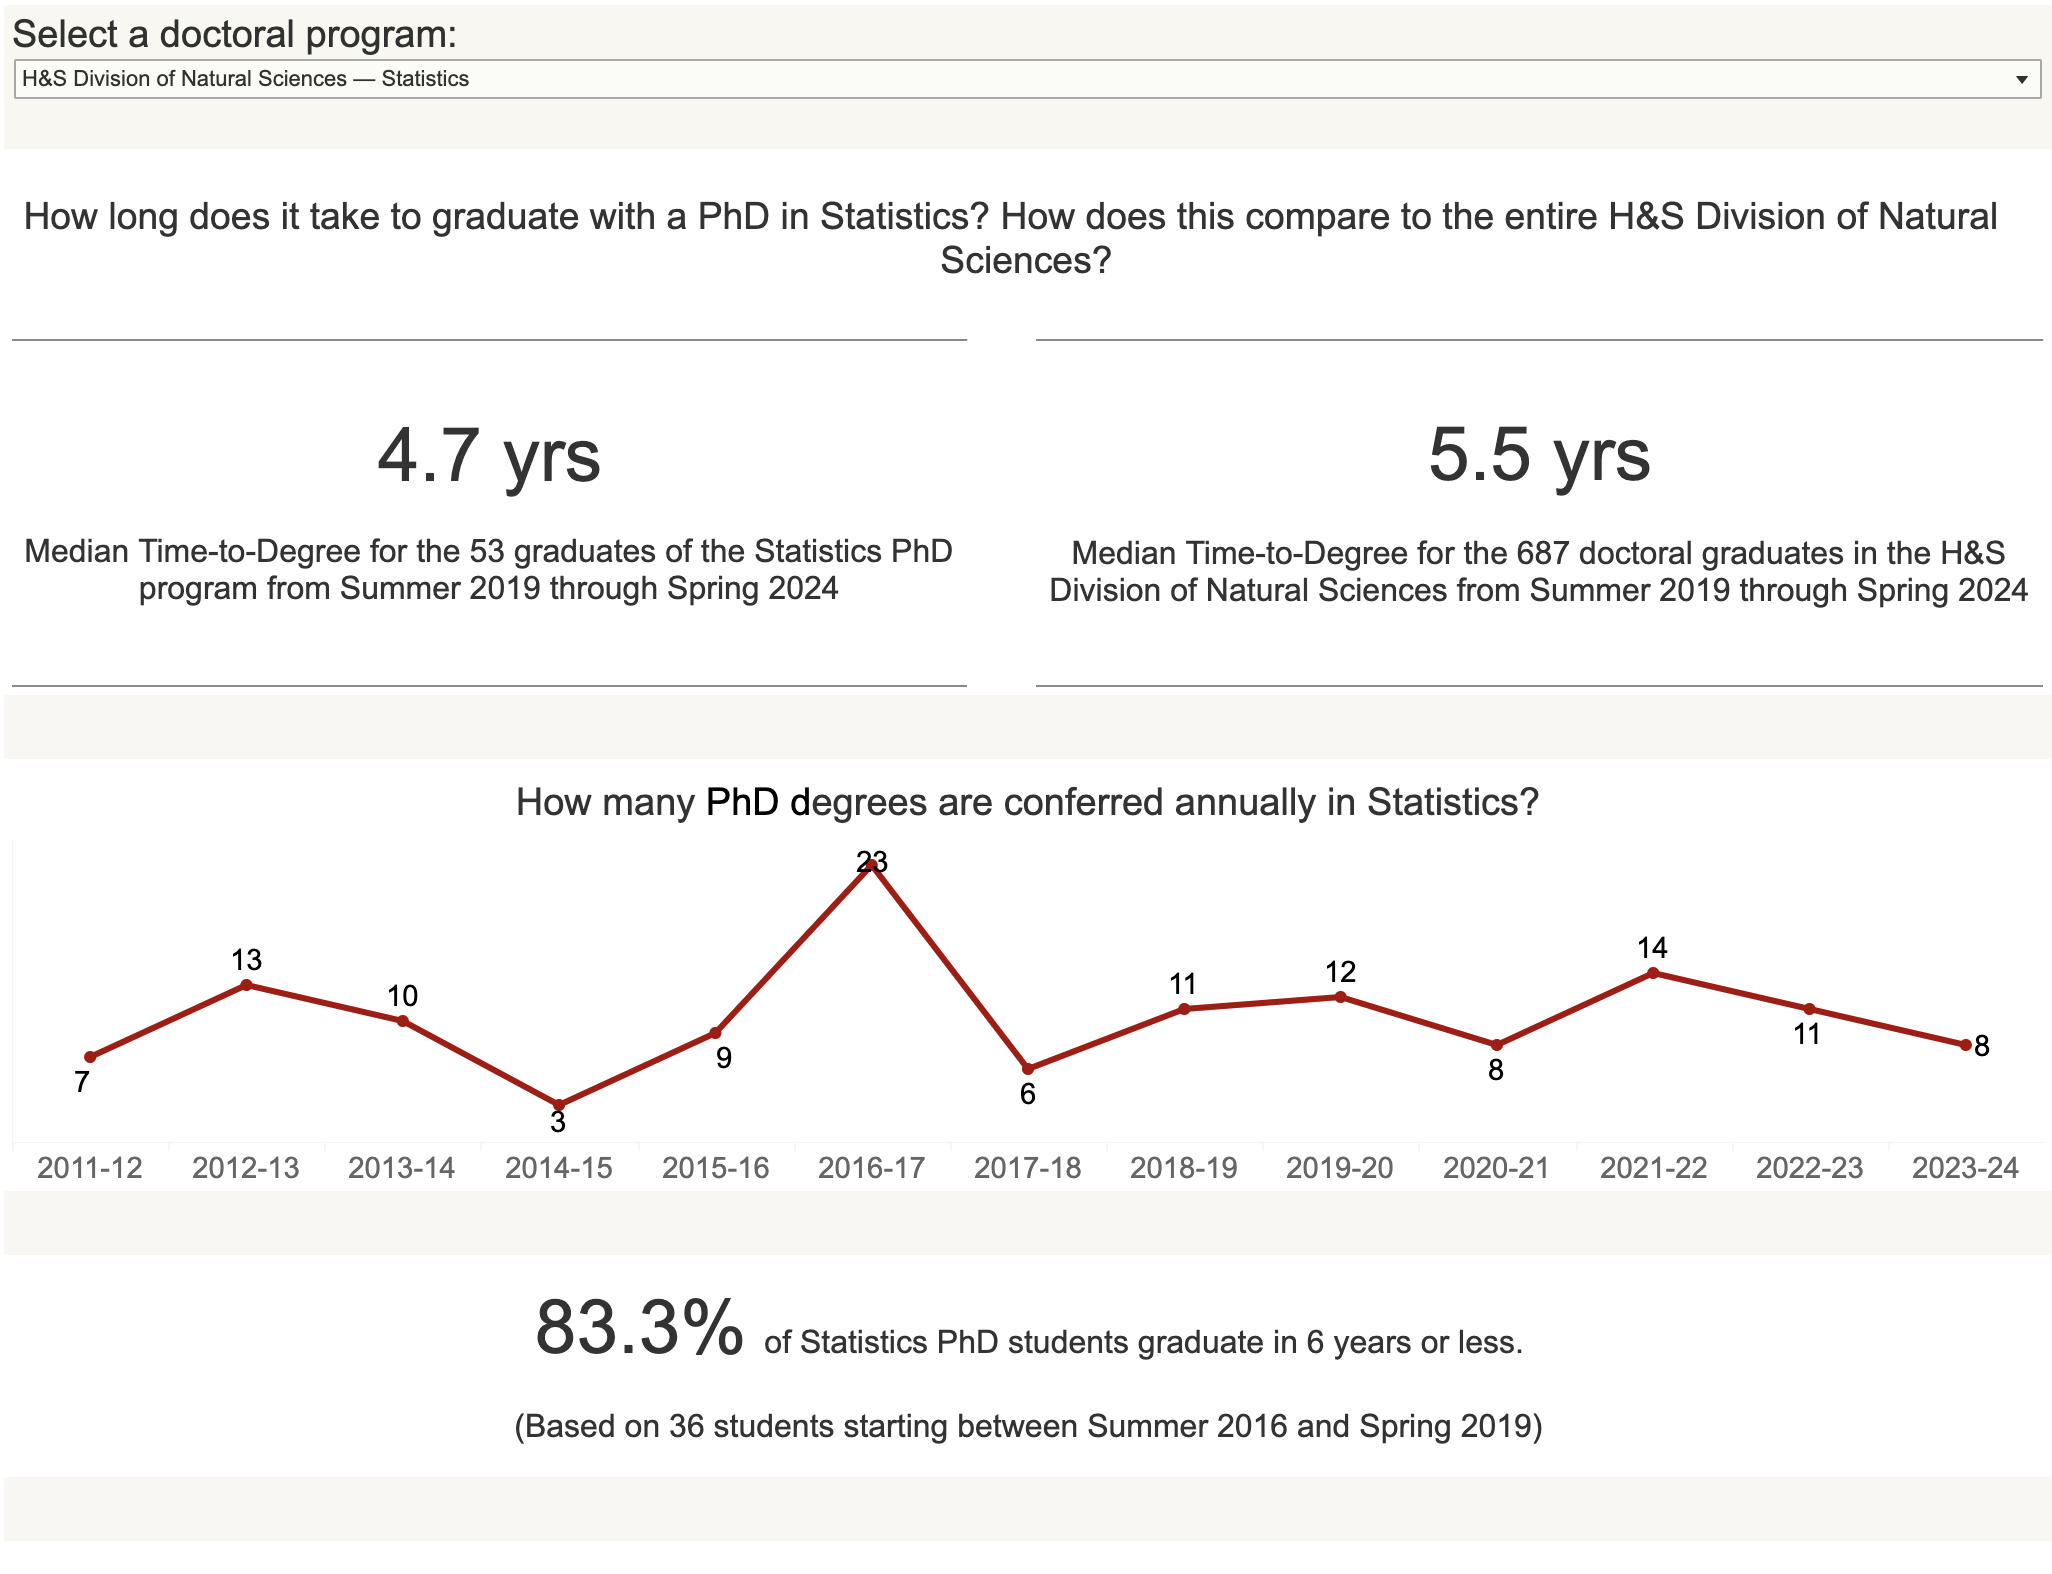 Select a doctoral program:
H&S Division of Natural Sciences — Statistics
How long does it take to graduate with a PhD in Statistics? How does this compare to the entire H&S Division of Natural
Sciences?
4.7 yrs
Median Time-to-Degree for the 53 graduates of the Statistics PhD
program from Summer 2019 through Spring 2024
5.5 yrs
Median Time-to-Degree for the 687 doctoral graduates in the H&S
Division of Natural Sciences from Summer 2019 through Spring 2024
How many PhD degrees are conferred annually in Statistics?
7 13 10 3 9 23 6 11 12 8 14 11 8
2011-12 2012-13 2013-14 2014-15 2015-16 2016-17 2017-18 2018-19 2019-20 2020-21 2021-22 2022-23 2023-24
83.3% of Statistics PhD students graduate in 6 years or less.
(Based on 36 students starting between Summer 2016 and Spring 2019)